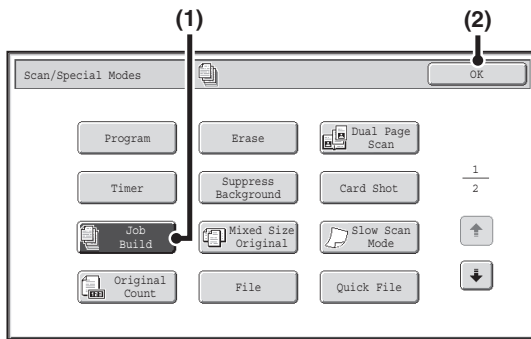 (1)
(2)
Scan/Special Modes
OK
Program
Erase
Dual Page
Scan
Timer
Suppress
Background
Card Shot
Job
Build
Mixed Size
Original
Slow Scan
Mode
Original
Count
File
Quick File
1
2
123